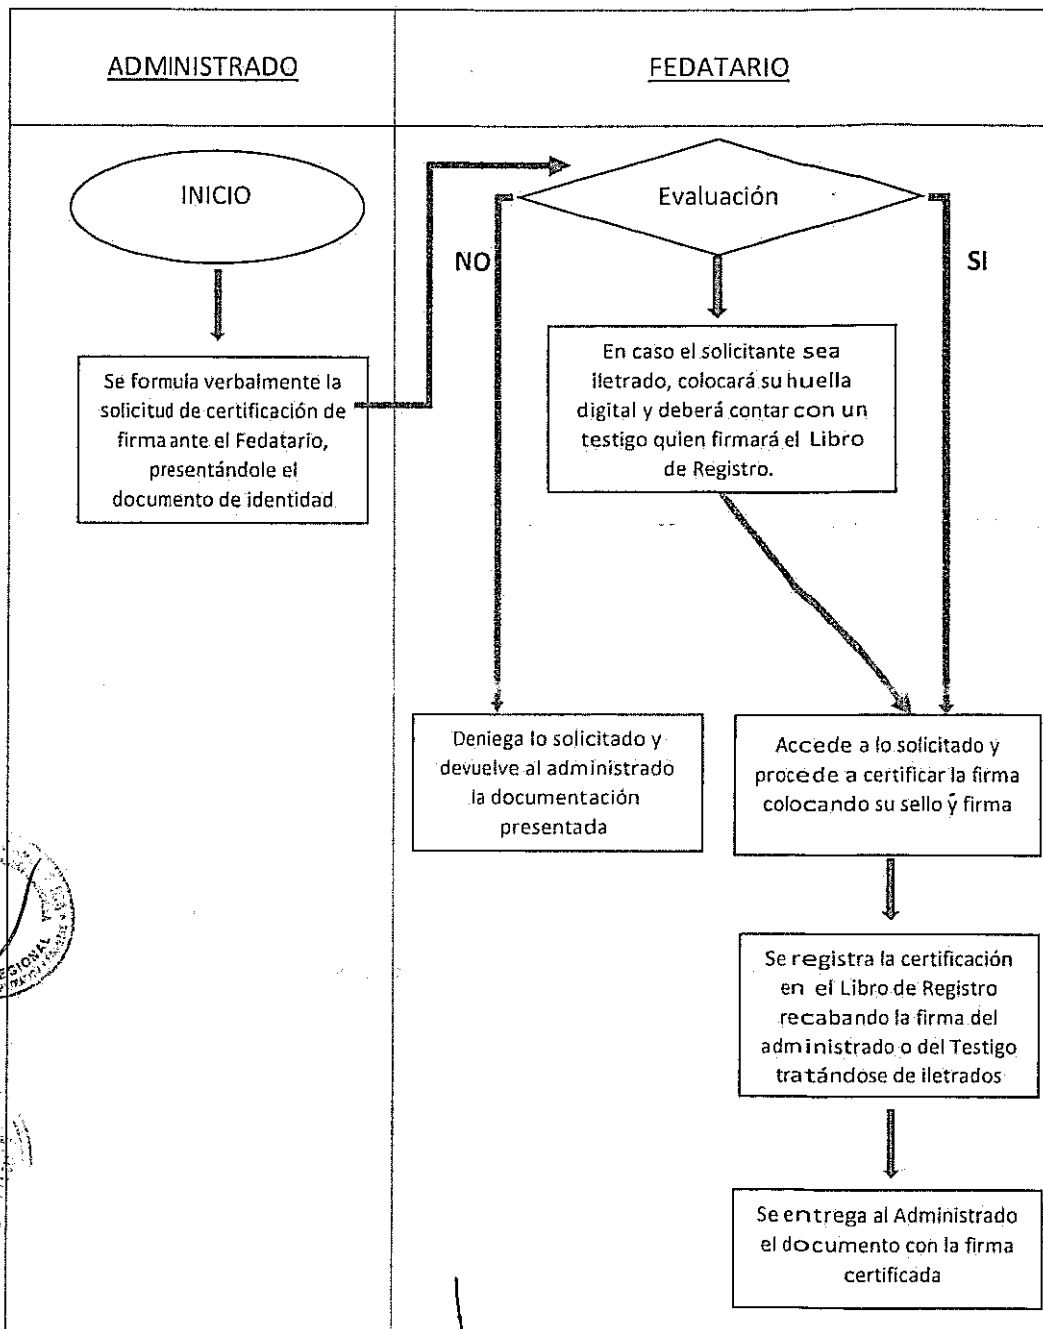 ADMINISTRADO
FEDATARIO
INICIO
Evaluación
NO
SI
Se formula verbalmente la
solicitud de certificación de
firma ante el Fedatario,
presentándole el
documento de identidad
En caso el solicitante sea
iletrado, colocará su huella
digital y deberá contar con un
testigo quien firmará el Libro
de Registro.
Deniega lo solicitado y
devuelve al administrado
la documentación
presentada
Accede a lo solicitado y
procede a certificar la firma
colocando su sello y firma
Se registra la certificación
en el Libro de Registro
recabando la firma del
administrado o del Testigo
tratándose de iletrados
Se entrega al Administrado
el documento con la firma
certificada
EGIONAL